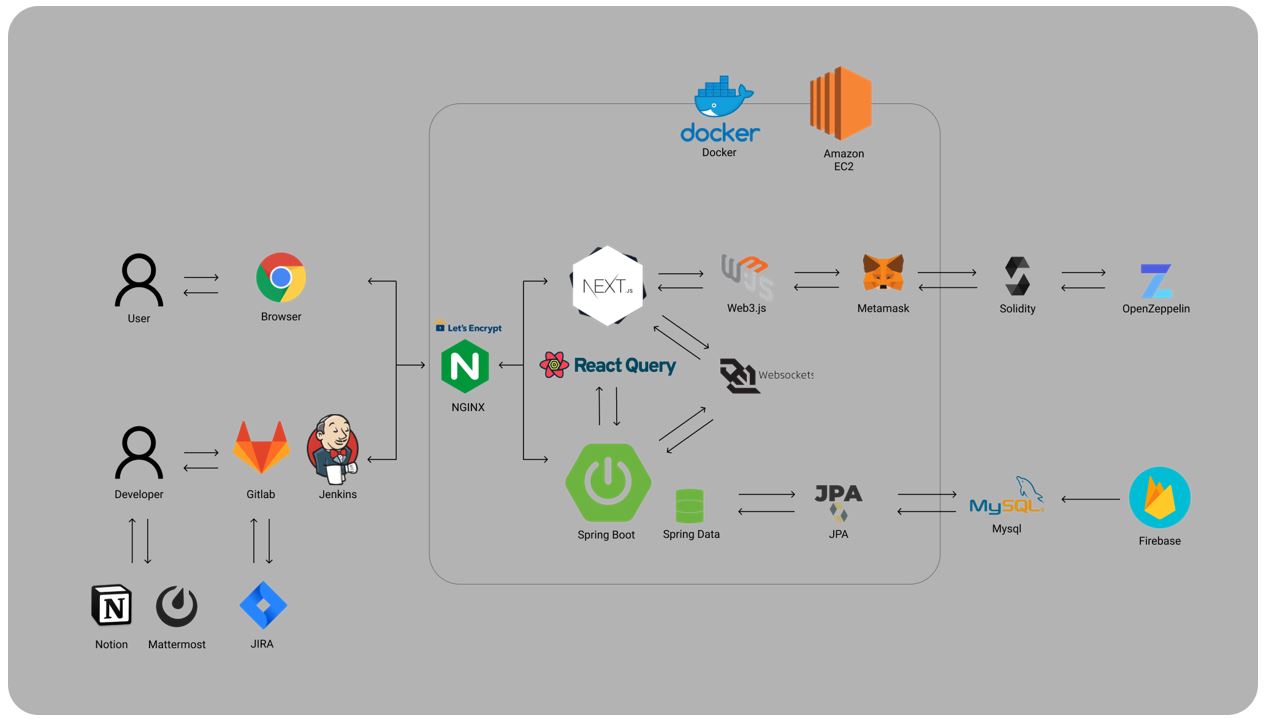 docker
Docker
Amazon
EC2
User
Browser
NEXT.JS
W3JS
Web3.js
Metamask
Solidity
OpenZeppelin
Let's Encrypt
N
NGINX
React Query
Websockets
Developer
Gitlab
Jenkins
Spring Boot
Spring Data
JPA
JPA
MySQL
Mysql
Firebase
N
Notion
Mattermost
JIRA